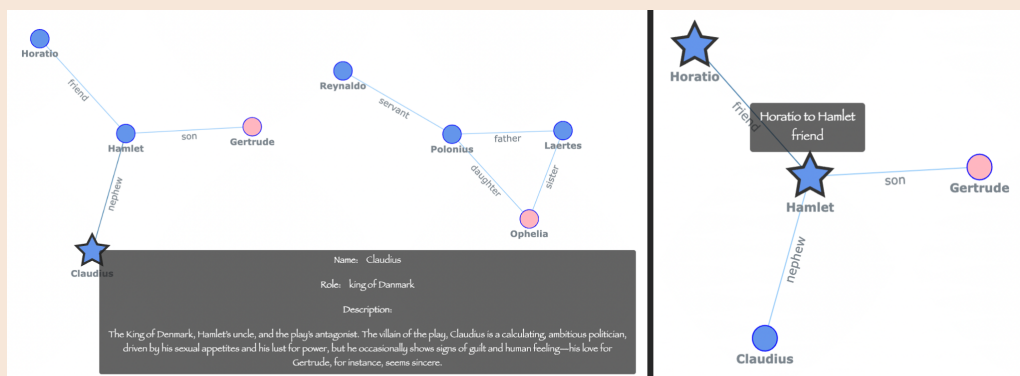 Horatio
friend
Hamlet
son
Gertrude
nephew
Claudius
Reynaldo
servant
Polonius
father
Laertes
daughter
sister
Ophelia
Name: Claudius
Role: king of Danmark
Description:
The King of Denmark, Hamlet's uncle, and the play's antagonist. The villain of the play, Claudius is a calculating, ambitious politician,
driven by his sexual appetites and his lust for power, but he occasionally shows signs of guilt and human feeling—his love for
Gertrude, for instance, seems sincere.
Horatio
friend
Horatio to Hamlet
friend
Hamlet
son
Gertrude
nephew
Claudius